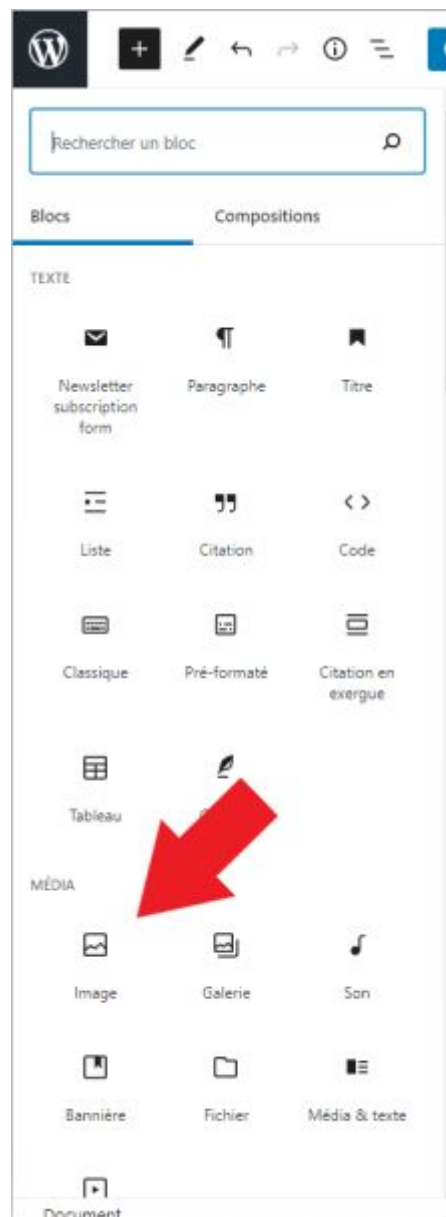 Rechercher un bloc
Blocs Compositions
TEXTE
Newsletter subscription form
Paragraphe
Titre
Liste
Citation
Code
Classique
Pré-formaté
Citation en exergue
Tableau
MÉDIA
Image
Galerie
Son
Bannière
Fichier
Média & texte
Document